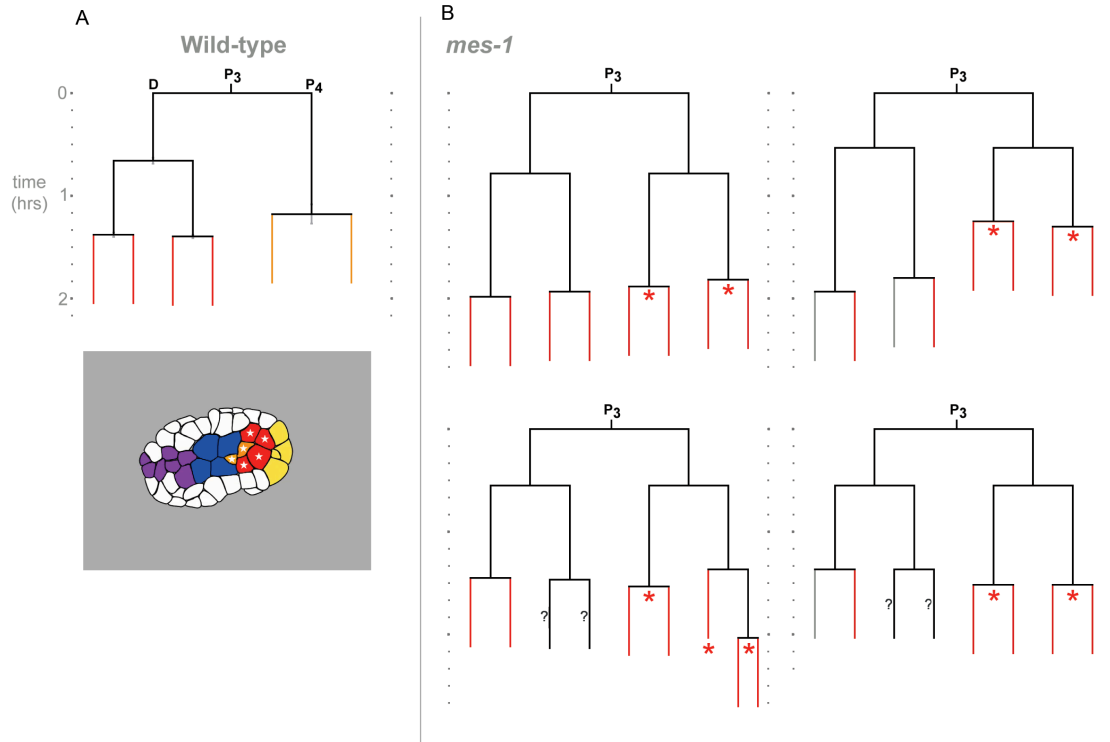 A
Wild-type
D P₃ P₄
0
time
(hrs)
1
2
B
mes-1
P₃ P₃
* * * *
P₃ P₃
? ? * * *
? ? * *